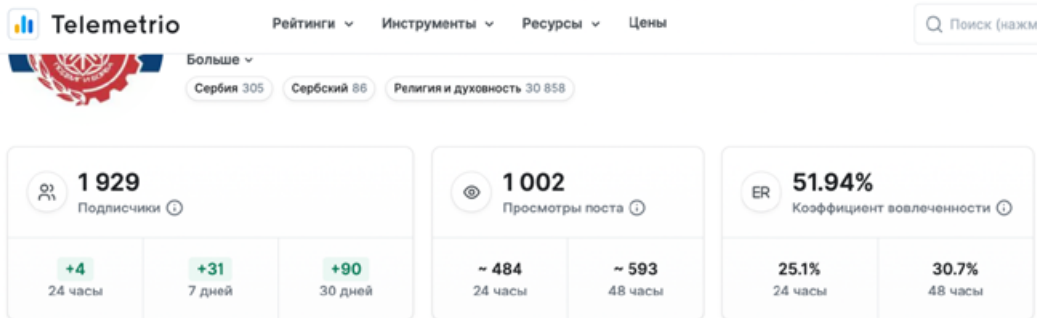 Telemetrio Рейтинги Инструменты Ресурсы Цены Поиск (нажм
Больше
Сербия 305 Сербский 86 Религия и духовность 30 858
1 929 1 002 ER 51.94%
Подписчики Просмотры поста Коэффициент вовлеченности
+4 +31 +90 ~ 484 ~ 593 25.1% 30.7%
24 часы 7 дней 30 дней 24 часы 48 часы 24 часы 48 часы